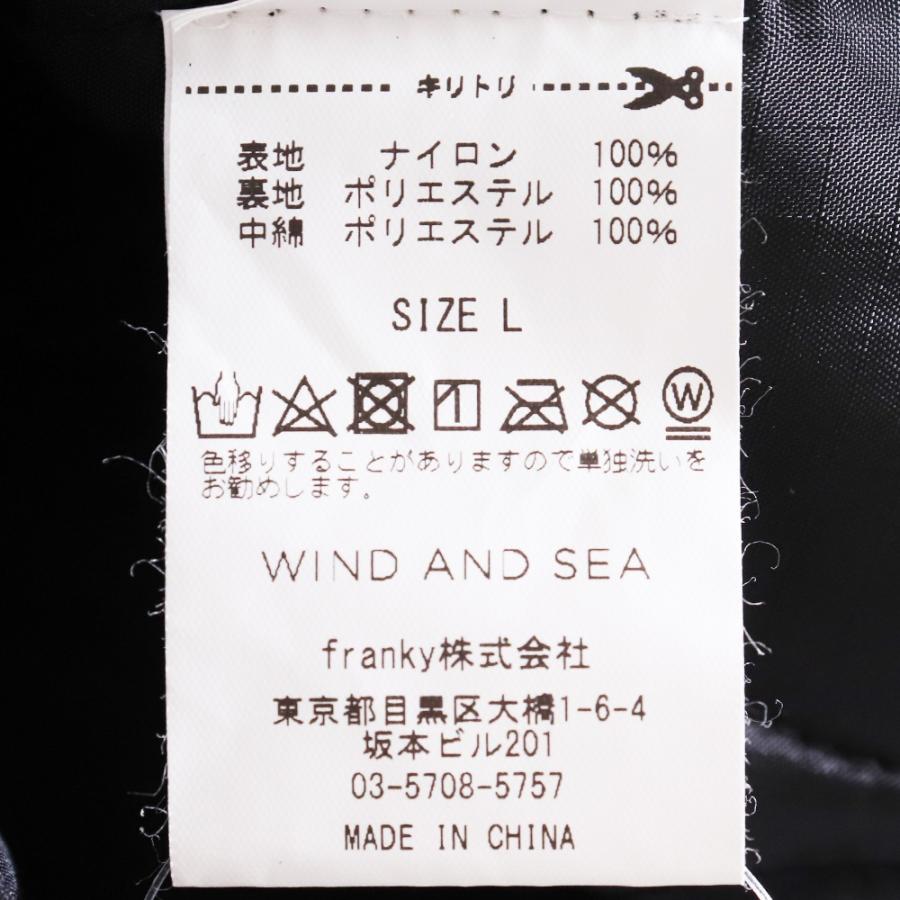 キリトリ
表地 ナイロン 100%
裏地 ポリエステル 100%
中綿 ポリエステル 100%
SIZE L
W
色移りすることがありますので単独洗いを
お勧めします。
WIND AND SEA
franky株式会社
東京都目黒区大橋1-6-4
坂本ビル201
03-5708-5757
MADE IN CHINA